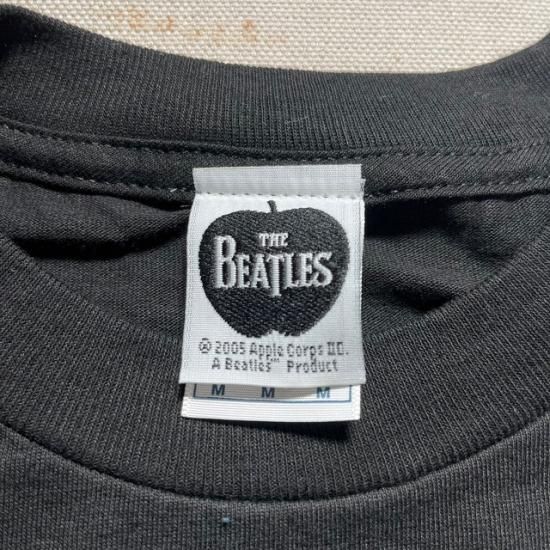 THE
BEATLES
© 2005 Apple Corps LTD.
A Beatles™ Product
M M M